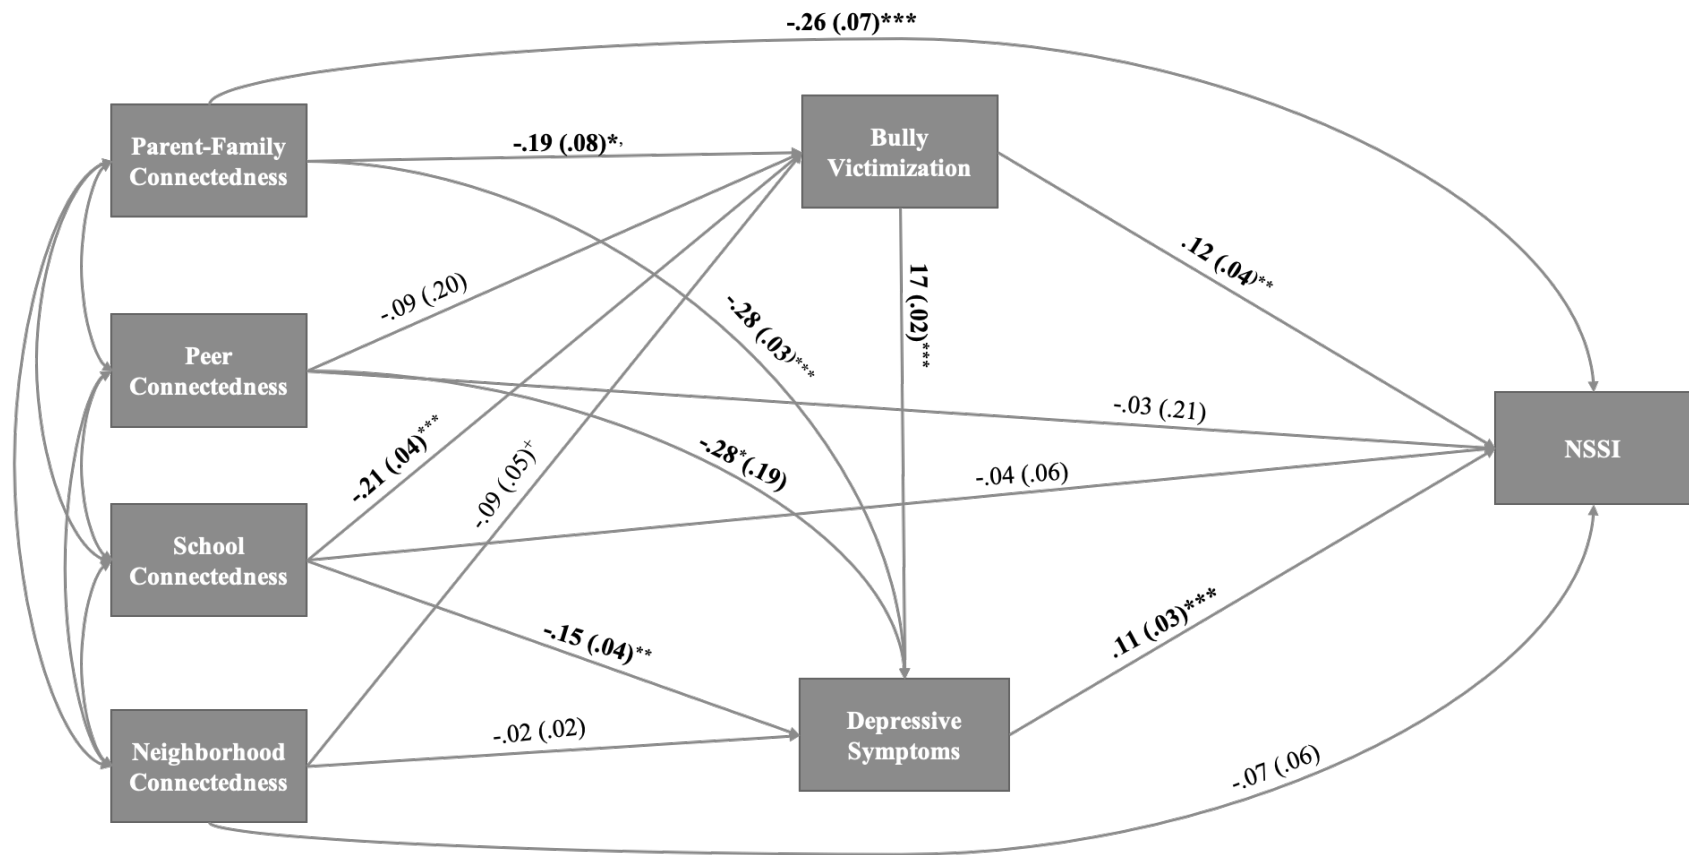 -.26 (.07)***
Parent-Family
Connectedness
-.19 (.08)*,
Bully
Victimization
.12 (.04)**
-.09 (.20)
-.28 (.03)***
17 (.02)***
Peer
Connectedness
-.03 (.21)
NSSI
-.21 (.04)***
-.09 (.05)+
-.28*(.19)
-.04 (.06)
School
Connectedness
-.15 (.04)**
.11 (.03)***
Neighborhood
Connectedness
-.02 (.02)
Depressive
Symptoms
-.07 (.06)